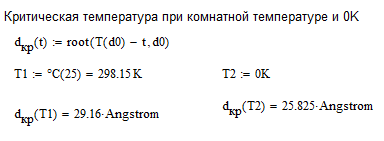 Критическая температура при комнатной температуре и 0K
dкр(t) := root(T(d0) − t, d0)
T1 := °C(25) = 298.15 K T2 := 0K
dкр(T1) = 29.16·Angstrom dкр(T2) = 25.825·Angstrom